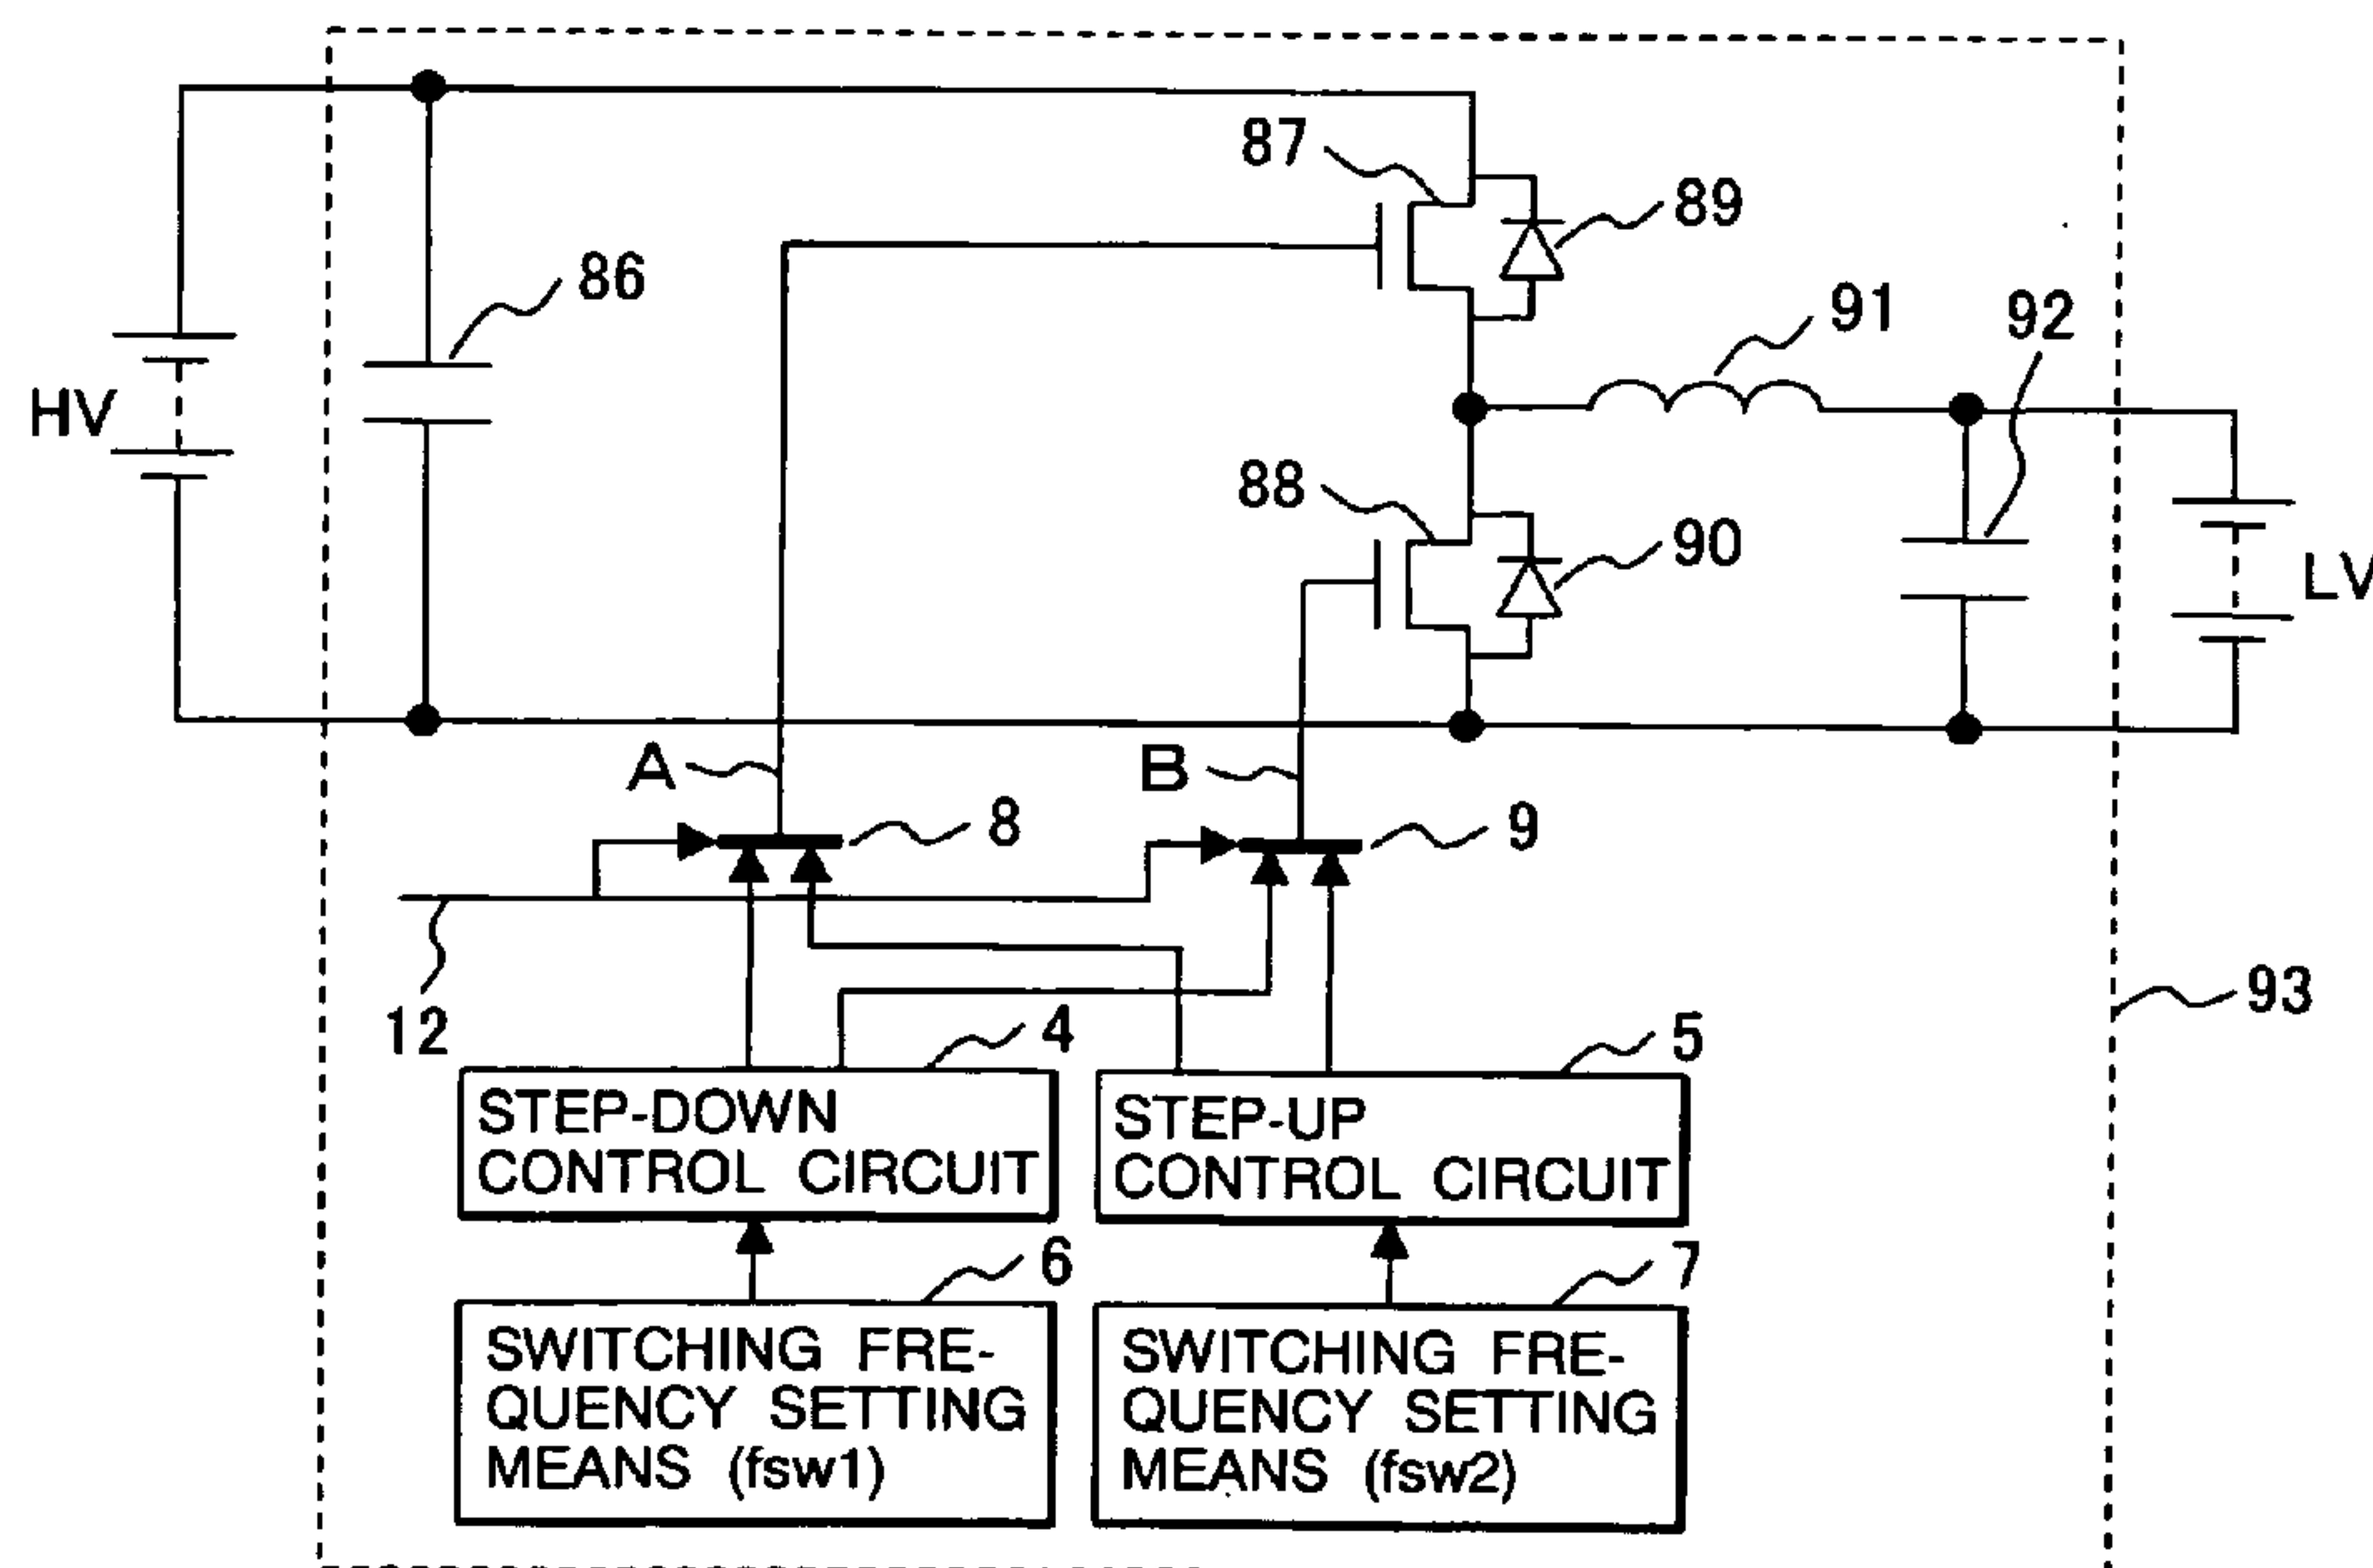 87
89
86
91
92
HV
88
90
LV
A
B
8
9
12
4
5
93
STEP-DOWN
CONTROL CIRCUIT
STEP-UP
CONTROL CIRCUIT
6
7
SWITCHING FRE-
QUENCY SETTING
MEANS (fsw1)
SWITCHING FRE-
QUENCY SETTING
MEANS (fsw2)